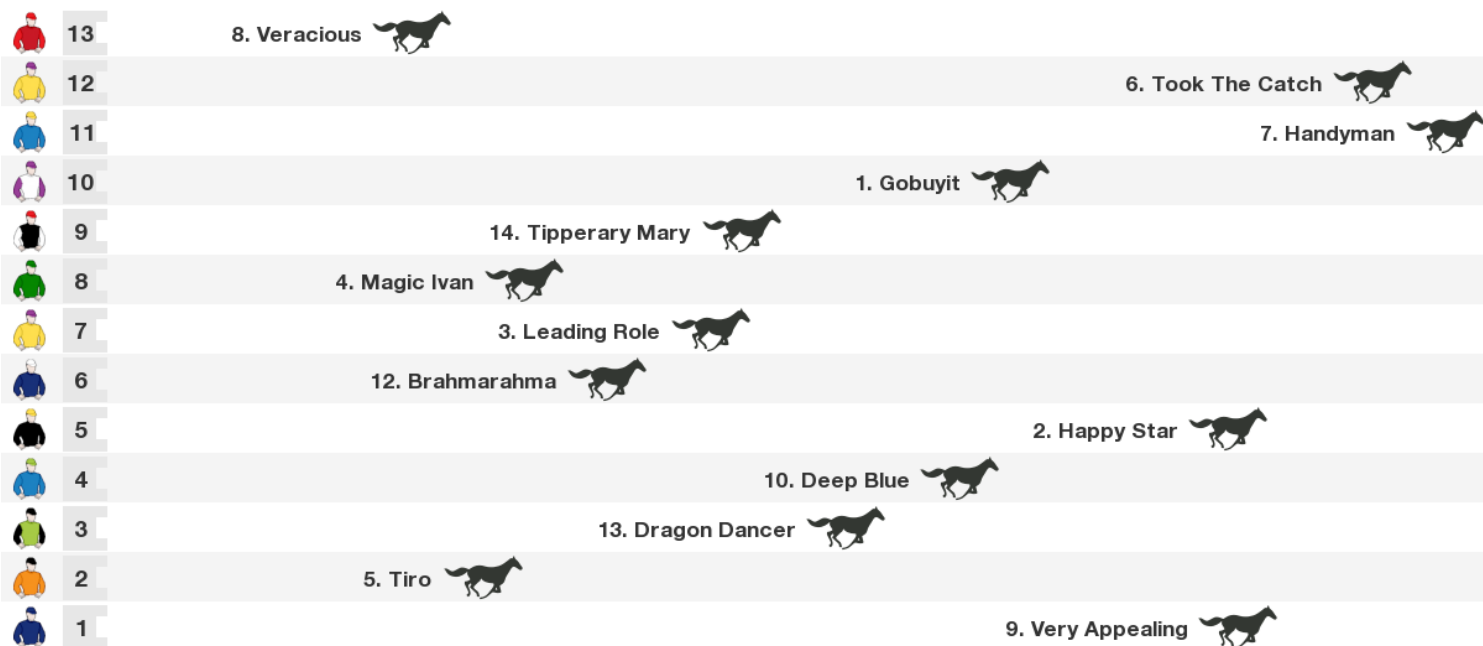 13 8. Veracious
12 6. Took The Catch
11 7. Handyman
10 1. Gobuyit
9 14. Tipperary Mary
8 4. Magic Ivan
7 3. Leading Role
6 12. Brahmarahma
5 2. Happy Star
4 10. Deep Blue
3 13. Dragon Dancer
2 5. Tiro
1 9. Very Appealing